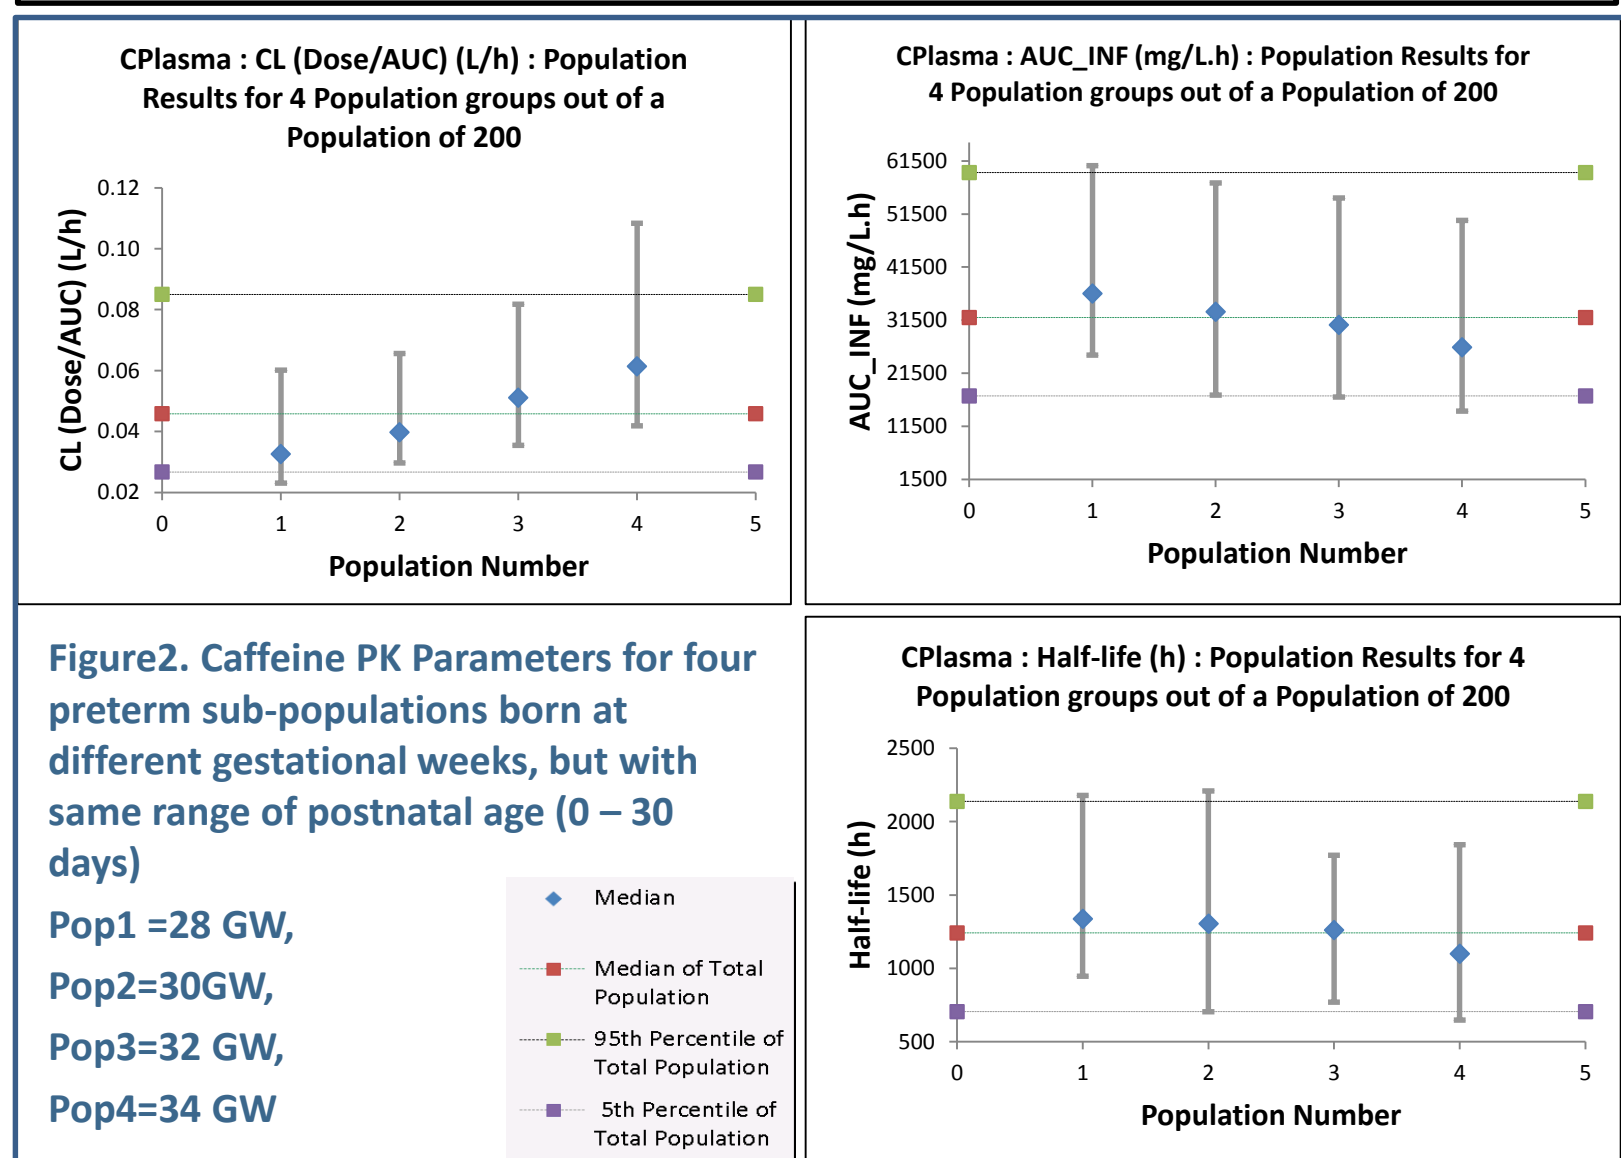 CPlasma : CL (Dose/AUC) (L/h) : Population
Results for 4 Population groups out of a
Population of 200
CL (Dose/AUC) (L/h)
0.12
0.10
0.08
0.06
0.04
0.02
0 1 2 3 4 5
Population Number
CPlasma : AUC_INF (mg/L.h) : Population Results for
4 Population groups out of a Population of 200
AUC_INF (mg/L.h)
61500
51500
41500
31500
21500
11500
1500
0 1 2 3 4 5
Population Number
Figure2. Caffeine PK Parameters for four
preterm sub-populations born at
different gestational weeks, but with
same range of postnatal age (0 – 30
days)
Pop1 =28 GW,
Pop2=30GW,
Pop3=32 GW,
Pop4=34 GW
Median
Median of Total
Population
95th Percentile of
Total Population
5th Percentile of
Total Population
CPlasma : Half-life (h) : Population Results for 4
Population groups out of a Population of 200
Half-life (h)
2500
2000
1500
1000
500
0 1 2 3 4 5
Population Number